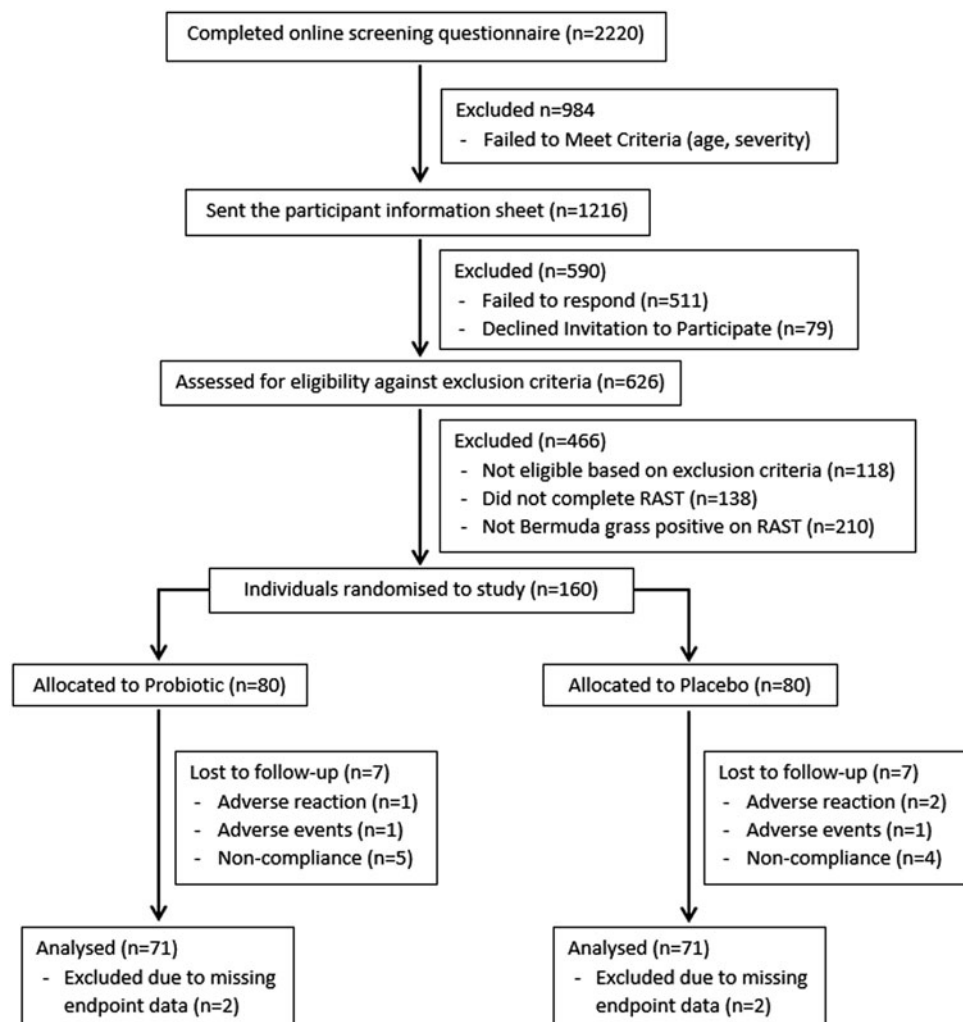 Completed online screening questionnaire (n=2220)
Excluded n=984
- Failed to Meet Criteria (age, severity)
Sent the participant information sheet (n=1216)
Excluded (n=590)
- Failed to respond (n=511)
- Declined Invitation to Participate (n=79)
Assessed for eligibility against exclusion criteria (n=626)
Excluded (n=466)
- Not eligible based on exclusion criteria (n=118)
- Did not complete RAST (n=138)
- Not Bermuda grass positive on RAST (n=210)
Individuals randomised to study (n=160)
Allocated to Probiotic (n=80)
Allocated to Placebo (n=80)
Lost to follow-up (n=7)
- Adverse reaction (n=1)
- Adverse events (n=1)
- Non-compliance (n=5)
Lost to follow-up (n=7)
- Adverse reaction (n=2)
- Adverse events (n=1)
- Non-compliance (n=4)
Analysed (n=71)
- Excluded due to missing
endpoint data (n=2)
Analysed (n=71)
- Excluded due to missing
endpoint data (n=2)